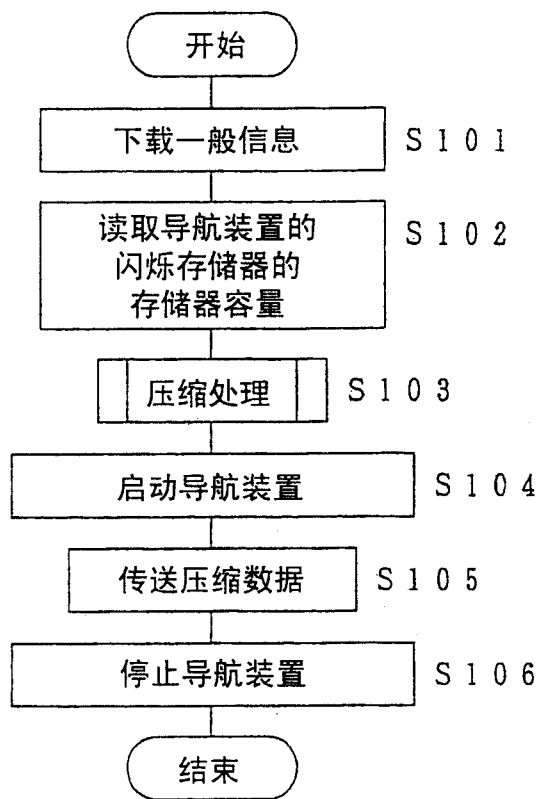 开始
下载一般信息 S101
读取导航装置的 S102
闪烁存储器的
存储器容量
压缩处理 S103
启动导航装置 S104
传送压缩数据 S105
停止导航装置 S106
结束